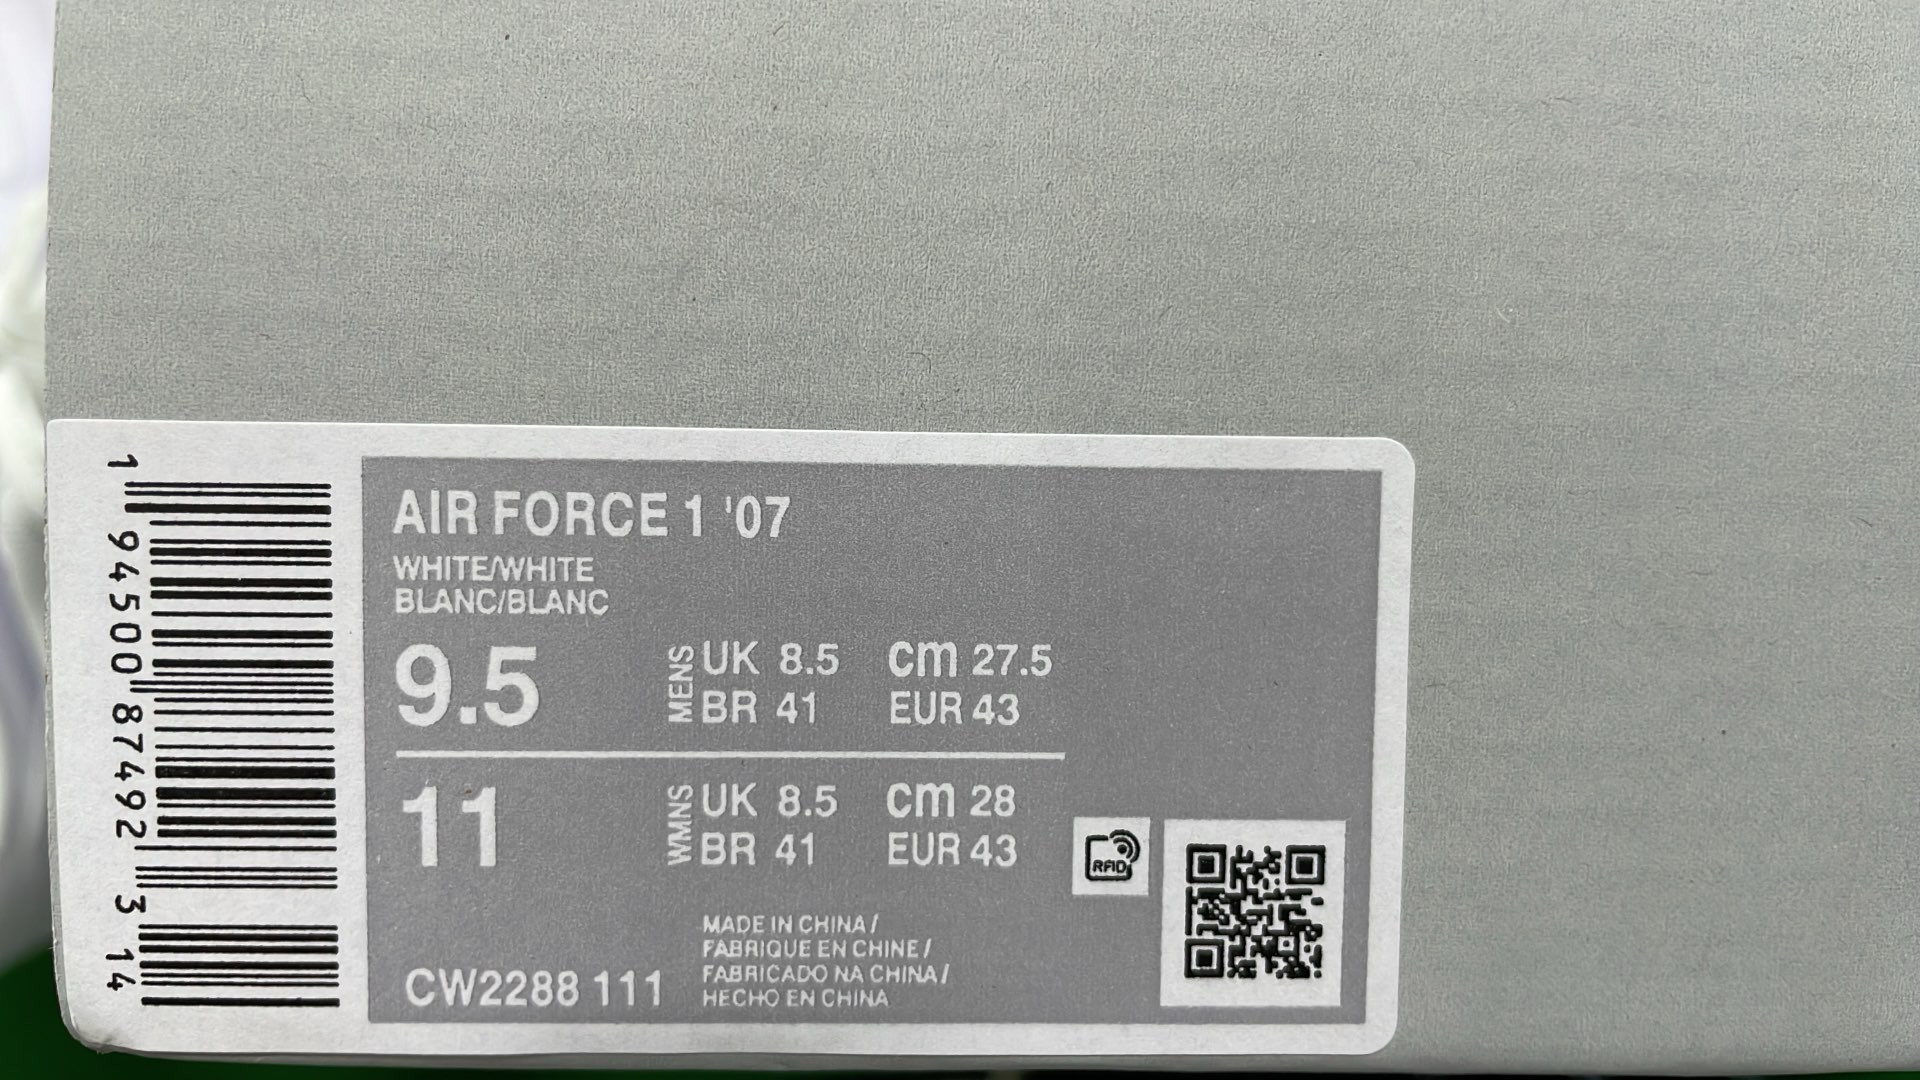 AIR FORCE 1 '07
WHITE/WHITE
BLANC/BLANC
9.5 MENS UK 8.5 cm 27.5
BR 41 EUR 43
11 WMNS UK 8.5 cm 28
BR 41 EUR 43
MADE IN CHINA /
FABRIQUE EN CHINE /
FABRICADO NA CHINA /
HECHO EN CHINA
CW2288 111
RFID
1 94500 87492 3 14